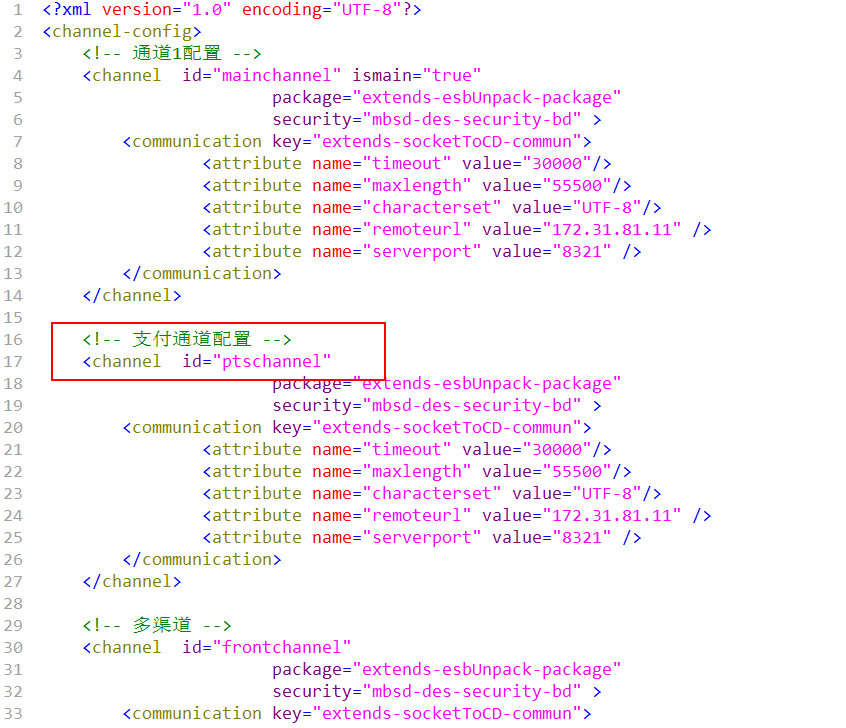 1 <?xml version="1.0" encoding="UTF-8"?>
2 <channel-config>
3 <!-- 通道1配置 -->
4 <channel  id="mainchannel" ismain="true"
5 package="extends-esbUnpack-package"
6 security="mbsd-des-security-bd" >
7 <communication key="extends-socketToCD-commun">
8 <attribute name="timeout" value="30000"/>
9 <attribute name="maxlength" value="55500"/>
10 <attribute name="characterset" value="UTF-8"/>
11 <attribute name="remoteurl" value="172.31.81.11" />
12 <attribute name="serverport" value="8321" />
13 </communication>
14 </channel>
15
16 <!-- 支付通道配置 -->
17 <channel  id="ptschannel"
18 package="extends-esbUnpack-package"
19 security="mbsd-des-security-bd" >
20 <communication key="extends-socketToCD-commun">
21 <attribute name="timeout" value="30000"/>
22 <attribute name="maxlength" value="55500"/>
23 <attribute name="characterset" value="UTF-8"/>
24 <attribute name="remoteurl" value="172.31.81.11" />
25 <attribute name="serverport" value="8321" />
26 </communication>
27 </channel>
28
29 <!-- 多渠道 -->
30 <channel  id="frontchannel"
31 package="extends-esbUnpack-package"
32 security="mbsd-des-security-bd" >
33 <communication key="extends-socketToCD-commun">